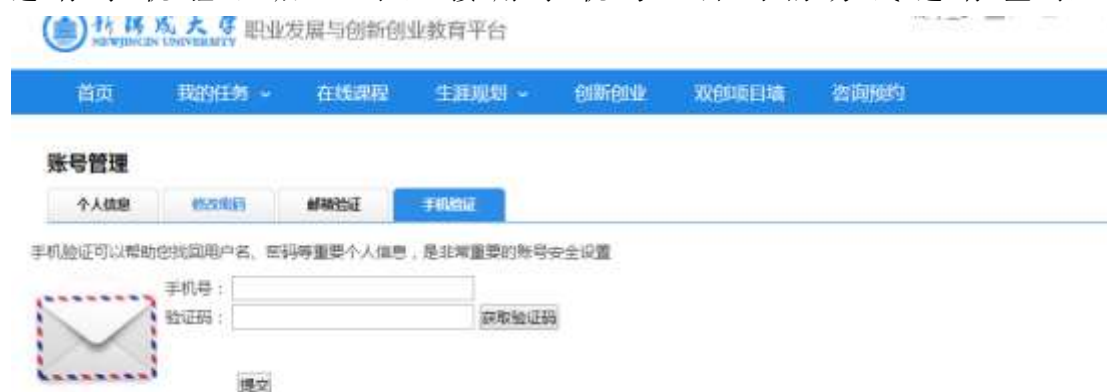 新锦成大学 职业发展与创新创业教育平台
NEWJINCIN UNIVERSITY
首页 我的任务 在线课程 生涯规划 创新创业 双创项目墙 咨询预约
账号管理
个人信息 修改密码 邮箱验证 手机验证
手机验证可以帮助您找回用户名、密码等重要个人信息，是非常重要的账号安全设置
手机号：
验证码： 获取验证码
提交